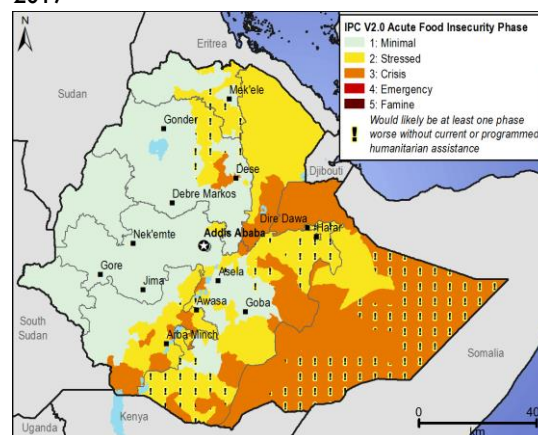 2017
IPC V2.0 Acute Food Insecurity Phase
1: Minimal
2: Stressed
3: Crisis
4: Emergency
5: Famine
! Would likely be at least one phase
worse without current or programmed
humanitarian assistance
Eritrea
Sudan
Mek'ele
Gonder
Dese
Djibouti
Debre Markos
Dire Dawa
Harar
Addis Ababa
Nek'emte
Gore
Jima
Asela
Awasa
Goba
Arba Minch
South
Sudan
Somalia
Uganda
Kenya
0
40
km